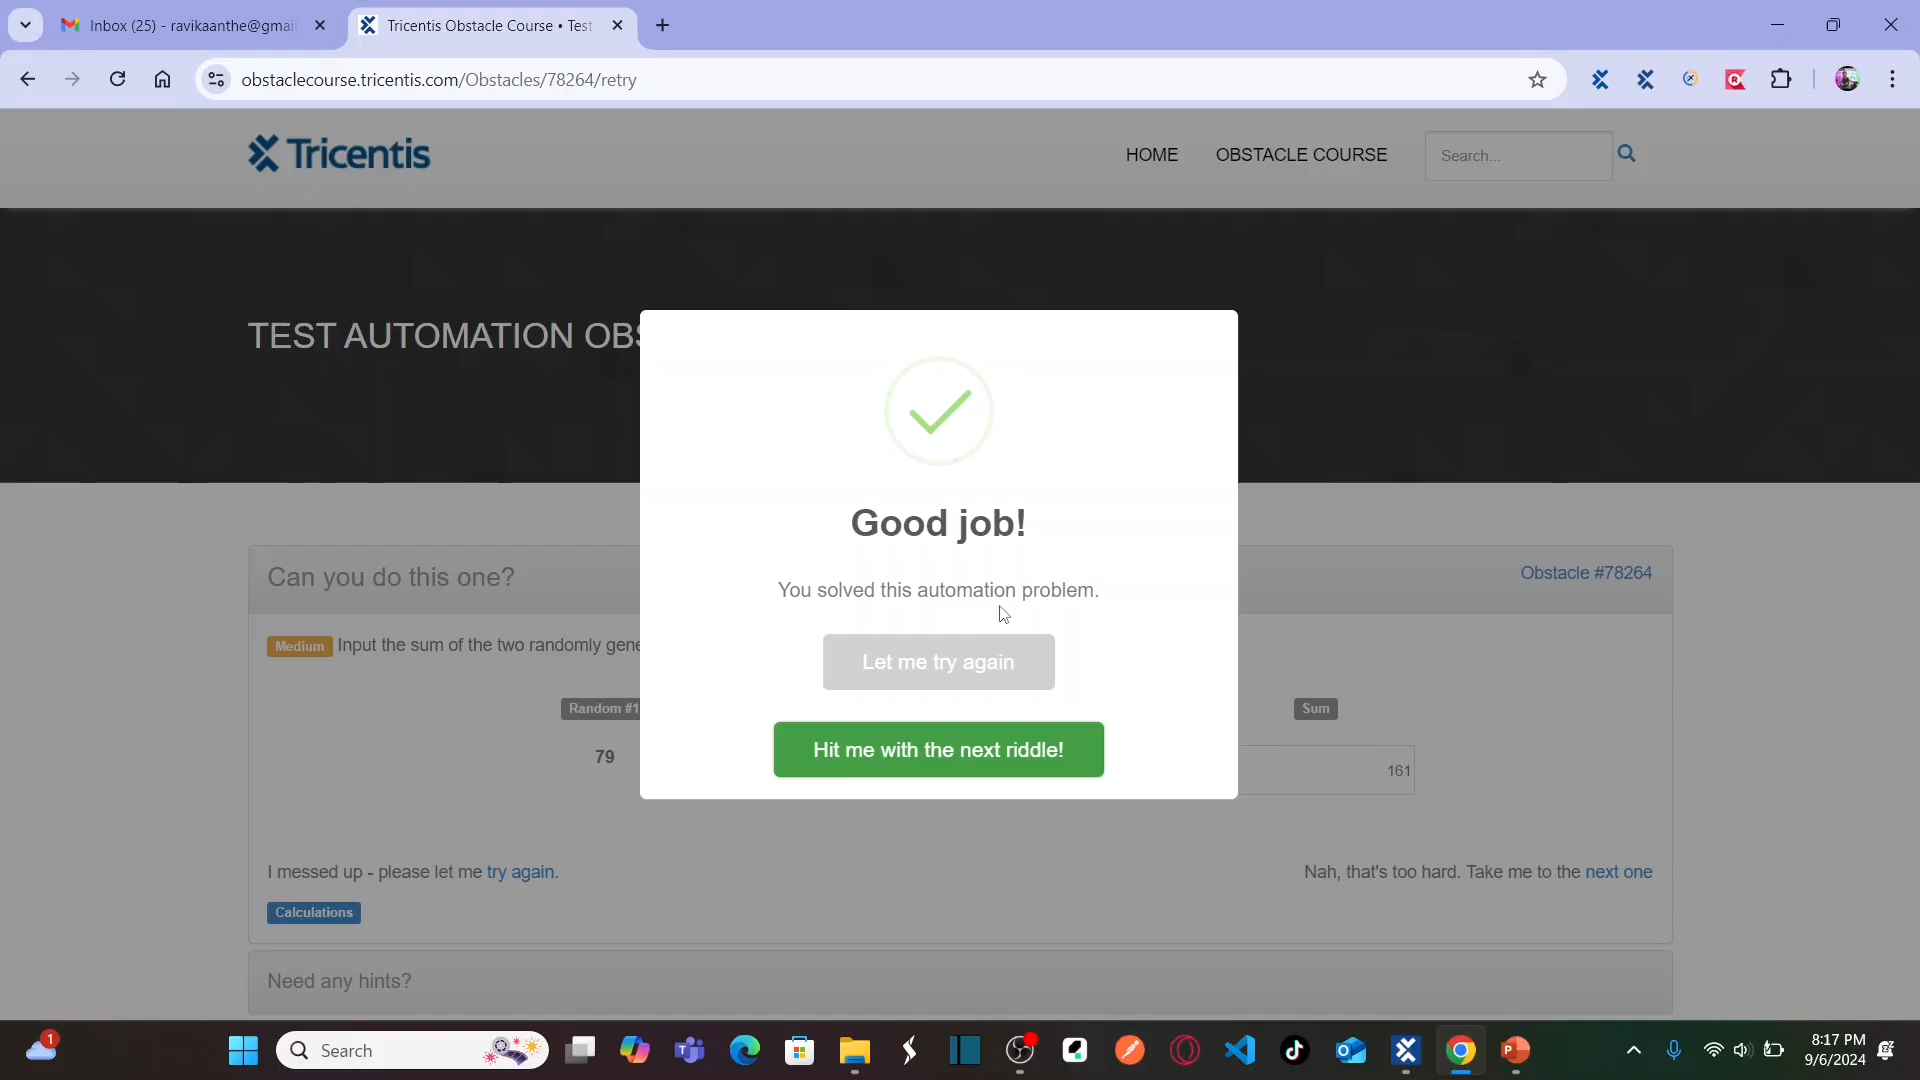 Inbox (25) - ravikaanthe@gmai
Tricentis Obstacle Course • Test
obstaclecourse.tricentis.com/Obstacles/78264/retry
Tricentis
HOME
OBSTACLE COURSE
Search...
TEST AUTOMATION OBS
Good job!
You solved this automation problem.
Let me try again
Hit me with the next riddle!
Can you do this one?
Obstacle #78264
Medium Input the sum of the two randomly gene
Random #1
Sum
79
161
I messed up - please let me try again.
Nah, that's too hard. Take me to the next one
Calculations
Need any hints?
1
Search
8:17 PM
9/6/2024